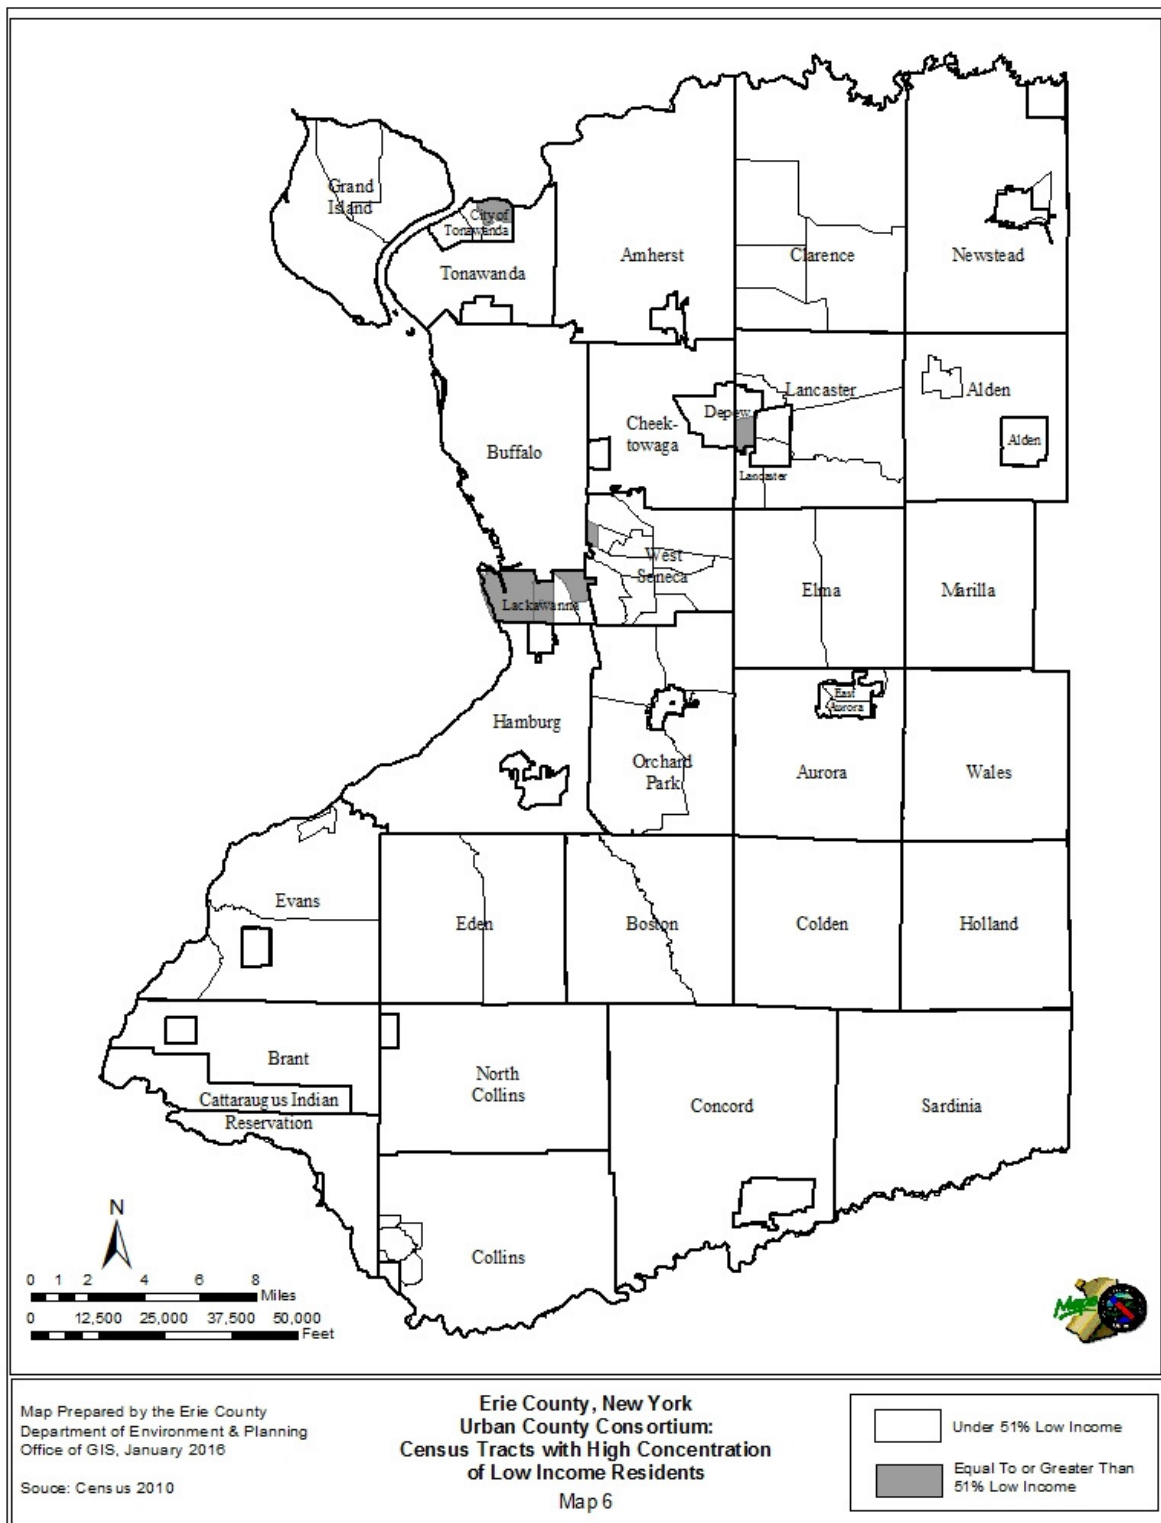 Grand
Island
City of
Tonawanda
Tonawanda
Amherst
Clarence
Newstead
Lancaster
Alden
Depew
Cheek-
towaga
Alden
Buffalo
Lancaster
West
Seneca
Elma
Marilla
Lackawanna
East
Aurora
Hamburg
Orchard
Park
Aurora
Wales
Evans
Eden
Boston
Colden
Holland
Brant
North
Collins
Cattaraugus Indian
Reservation
Concord
Sardinia
Collins
N
0 1 2 4 6 8
Miles
0 12,500 25,000 37,500 50,000
Feet
Maps
Map Prepared by the Erie County
Department of Environment & Planning
Office of GIS, January 2016
Souce: Census 2010
Erie County, New York
Urban County Consortium:
Census Tracts with High Concentration
of Low Income Residents
Map 6
Under 51% Low Income
Equal To or Greater Than
51% Low Income